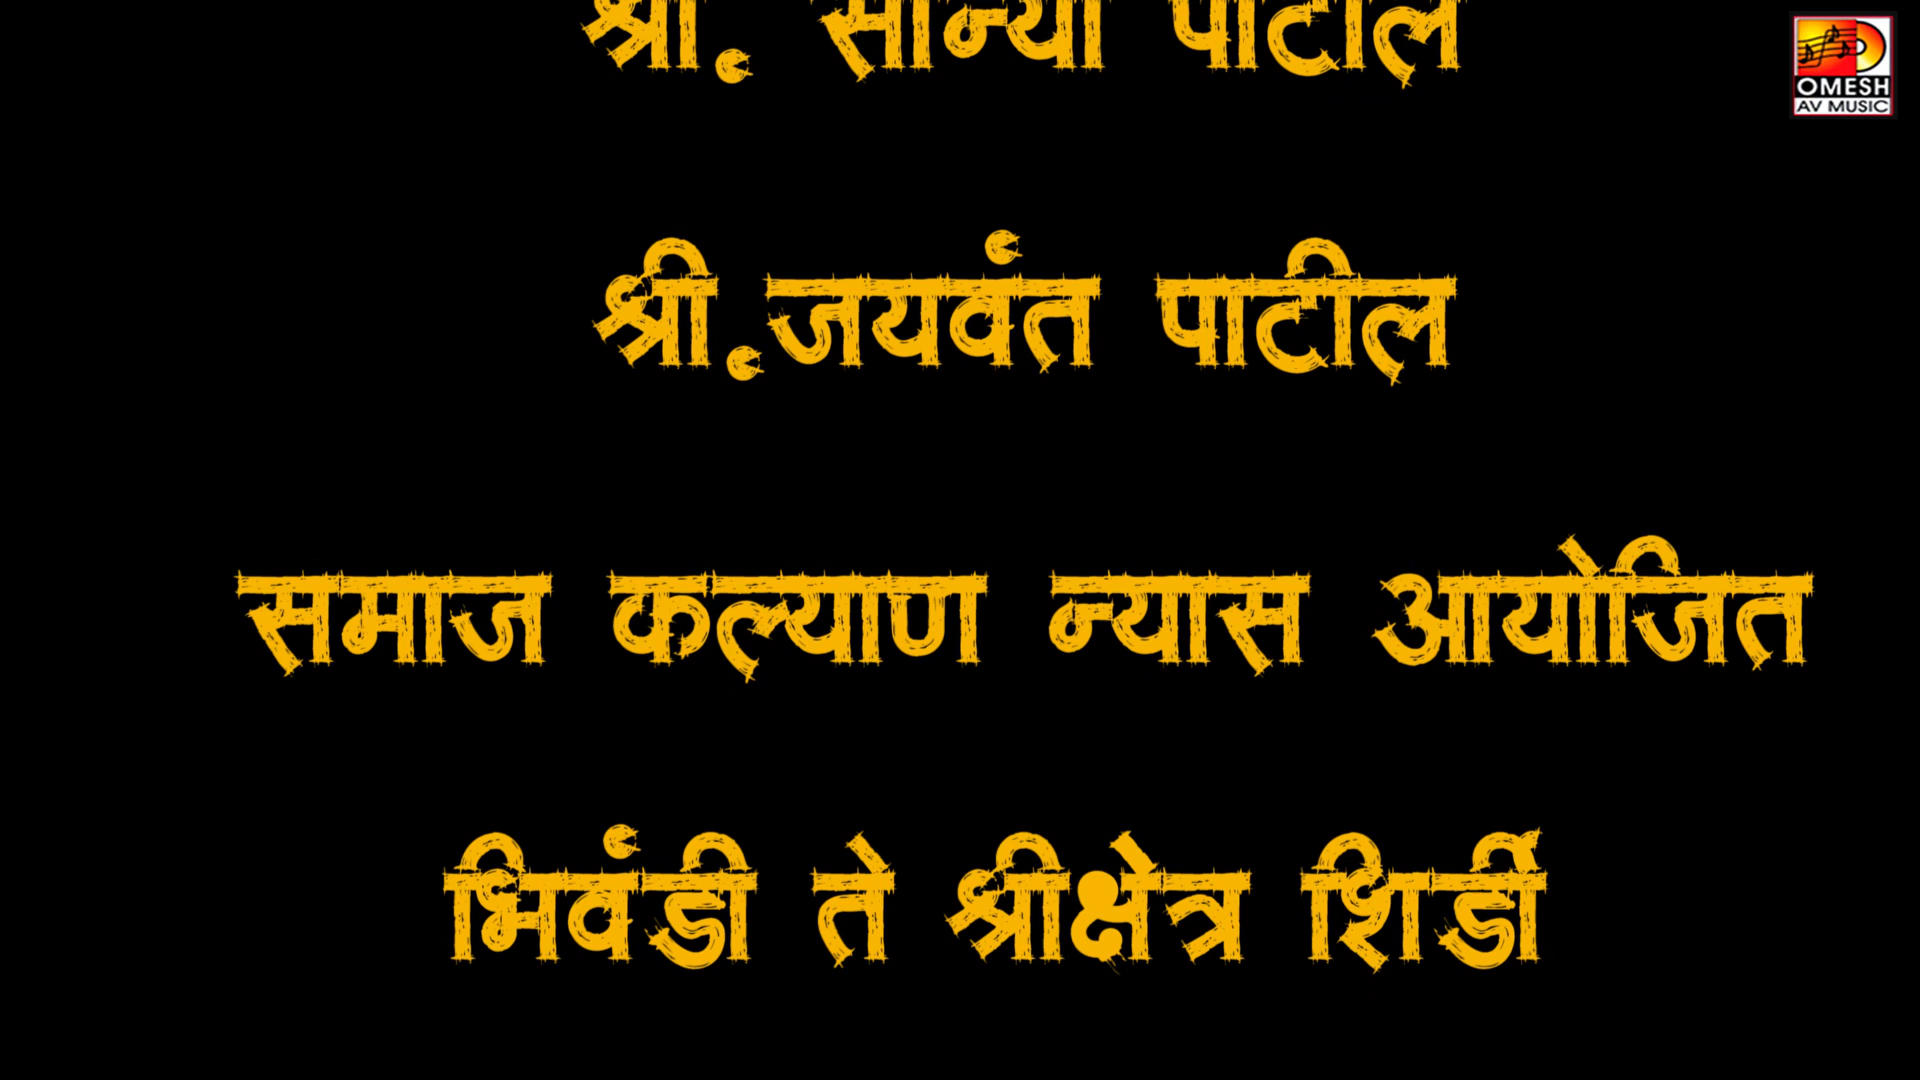 श्री. पाटील
OMESH
AV MUSIC
श्री.जयवंत पाटील
समाज कल्याण न्यास आयोजित
भिवंडी ते श्रीक्षेत्र शिर्डी